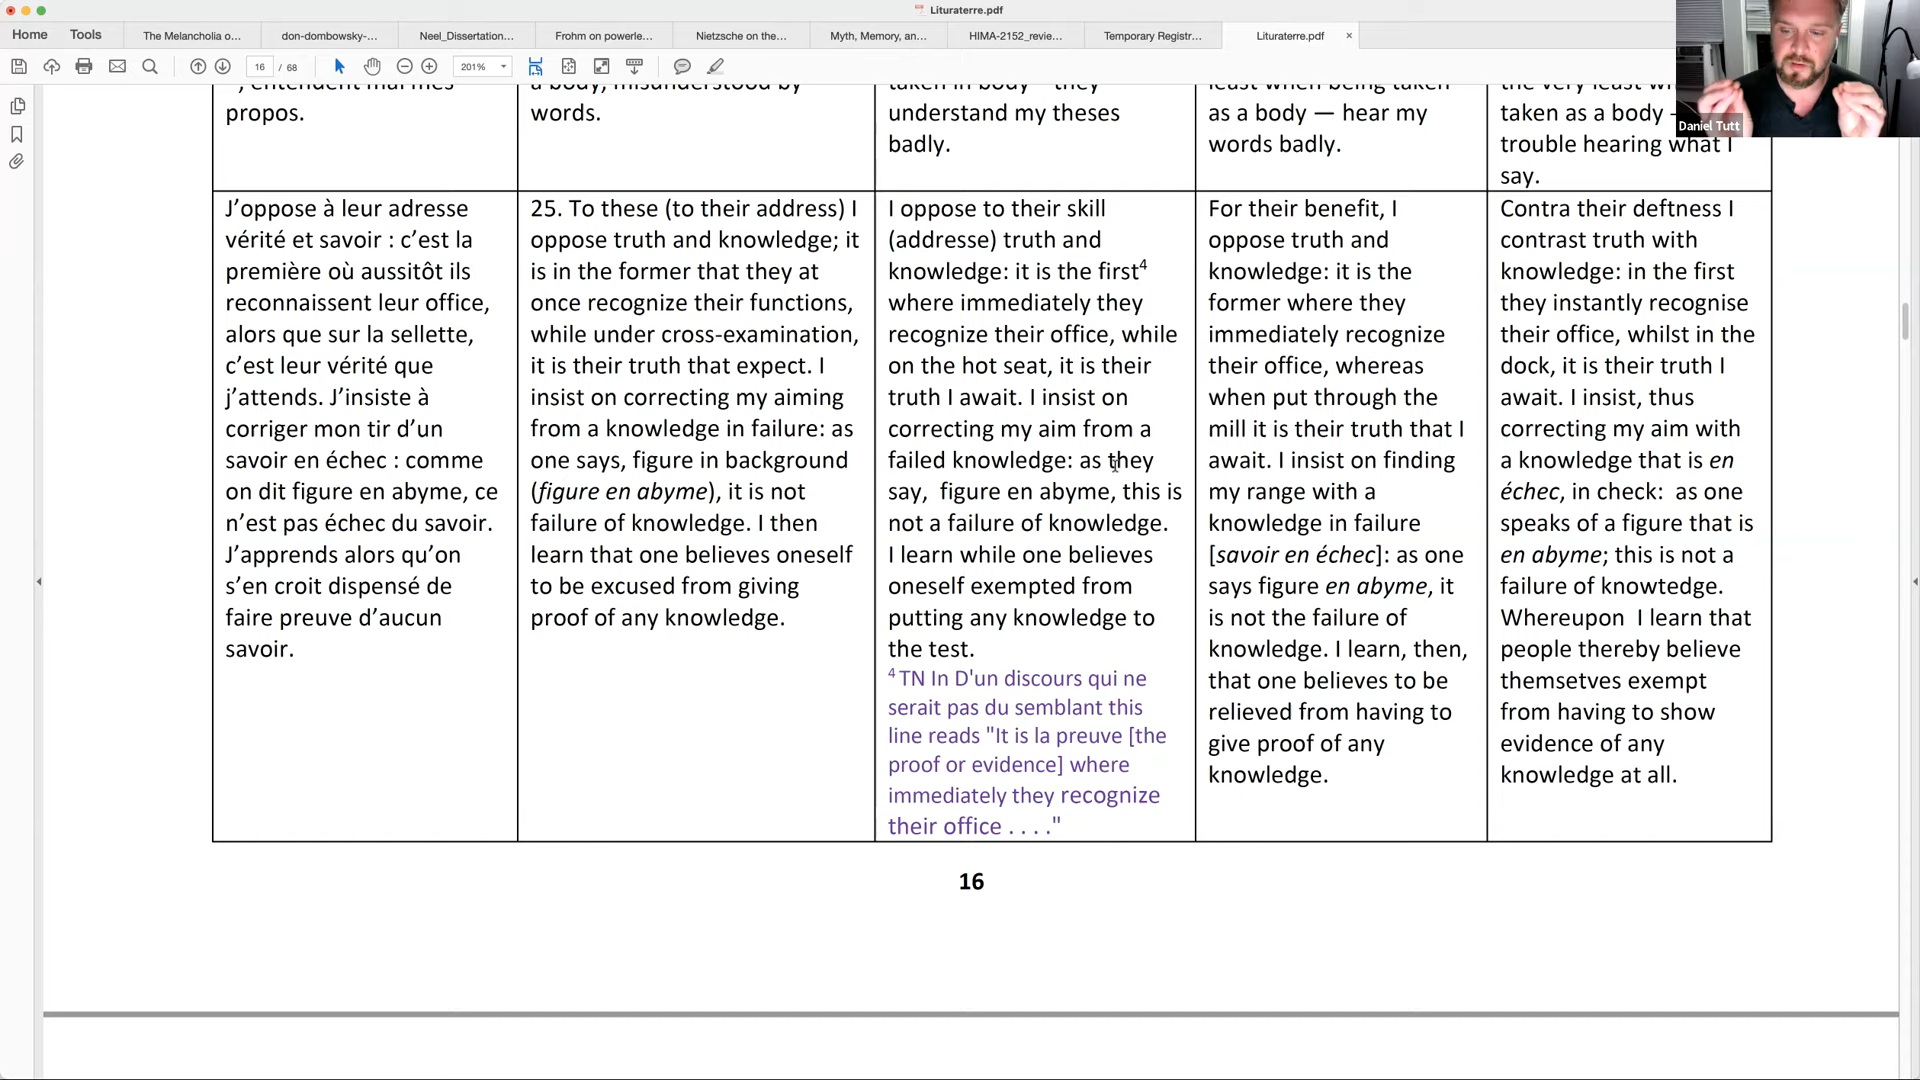 Lituraterre.pdf
Home
Tools
The Melancholia o...
don-dombowsky-...
Neel_Dissertation...
Frohm on powerle...
Nietzsche on the...
Myth, Memory, an...
HIMA-2152_revie...
Temporary Registr...
Lituraterre.pdf
16 / 68
201%
Daniel Tutt
propos.
a body, misunderstood by
words.
taken in body – they
understand my theses
badly.
least when being taken
as a body — hear my
words badly.
taken as a body
trouble hearing what I
say.
J’oppose à leur adresse
vérité et savoir : c’est la
première où aussitôt ils
reconnaissent leur office,
alors que sur la sellette,
c’est leur vérité que
j’attends. J’insiste à
corriger mon tir d’un
savoir en échec : comme
on dit figure en abyme, ce
n’est pas échec du savoir.
J’apprends alors qu’on
s’en croit dispensé de
faire preuve d’aucun
savoir.
25. To these (to their address) I
oppose truth and knowledge; it
is in the former that they at
once recognize their functions,
while under cross-examination,
it is their truth that expect. I
insist on correcting my aiming
from a knowledge in failure: as
one says, figure in background
(figure en abyme), it is not
failure of knowledge. I then
learn that one believes oneself
to be excused from giving
proof of any knowledge.
I oppose to their skill
(addresse) truth and
knowledge: it is the first4
where immediately they
recognize their office, while
on the hot seat, it is their
truth I await. I insist on
correcting my aim from a
failed knowledge: as they
say, figure en abyme, this is
not a failure of knowledge.
I learn while one believes
oneself exempted from
putting any knowledge to
the test.
4 TN In D'un discours qui ne
serait pas du semblant this
line reads "It is la preuve [the
proof or evidence] where
immediately they recognize
their office . . . ."
For their benefit, I
oppose truth and
knowledge: it is the
former where they
immediately recognize
their office, whereas
when put through the
mill it is their truth that I
await. I insist on finding
my range with a
knowledge in failure
[savoir en échec]: as one
says figure en abyme, it
is not the failure of
knowledge. I learn, then,
that one believes to be
relieved from having to
give proof of any
knowledge.
Contra their deftness I
contrast truth with
knowledge: in the first
they instantly recognise
their office, whilst in the
dock, it is their truth I
await. I insist, thus
correcting my aim with
a knowledge that is en
échec, in check: as one
speaks of a figure that is
en abyme; this is not a
failure of knowtedge.
Whereupon I learn that
people thereby believe
themsetves exempt
from having to show
evidence of any
knowledge at all.
16